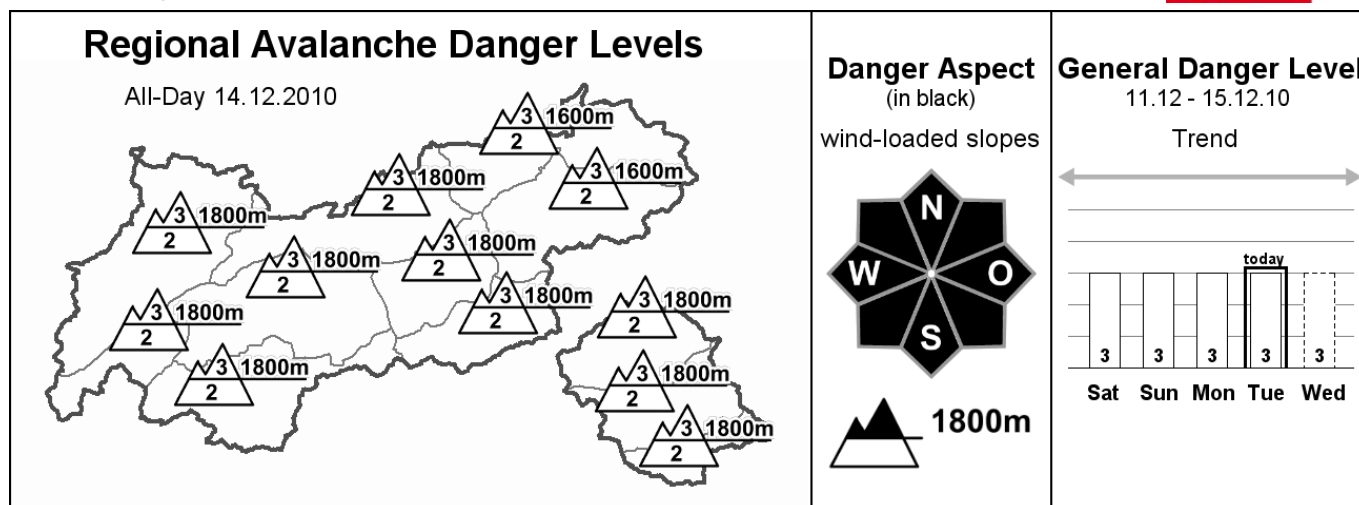 Regional Avalanche Danger Levels
All-Day 14.12.2010
3 1600m
2
3 1600m
2
3 1800m
2
3 1800m
2
3 1800m
2
3 1800m
2
3 1800m
2
3 1800m
2
3 1800m
2
3 1800m
2
3 1800m
2
3 1800m
2
Danger Aspect
(in black)
wind-loaded slopes
N
W O
S
1800m
General Danger Level
11.12 - 15.12.10
Trend
today
3 3 3 3 3
Sat Sun Mon Tue Wed